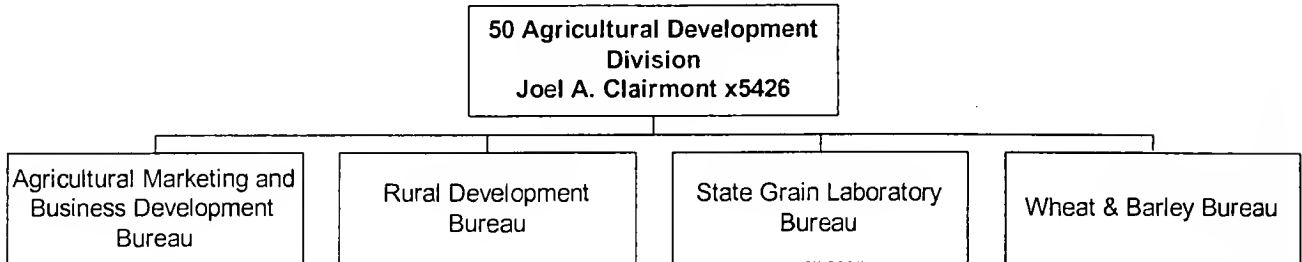 50 Agricultural Development
Division
Joel A. Clairmont x5426
Agricultural Marketing and
Business Development
Bureau
Rural Development
Bureau
State Grain Laboratory
Bureau
Wheat & Barley Bureau